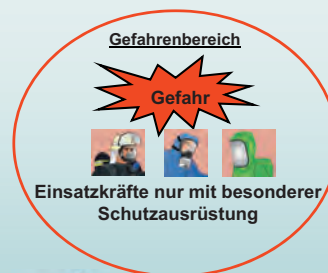 Gefahrenbereich
Gefahr
Einsatzkräfte nur mit besonderer
Schutzausrüstung